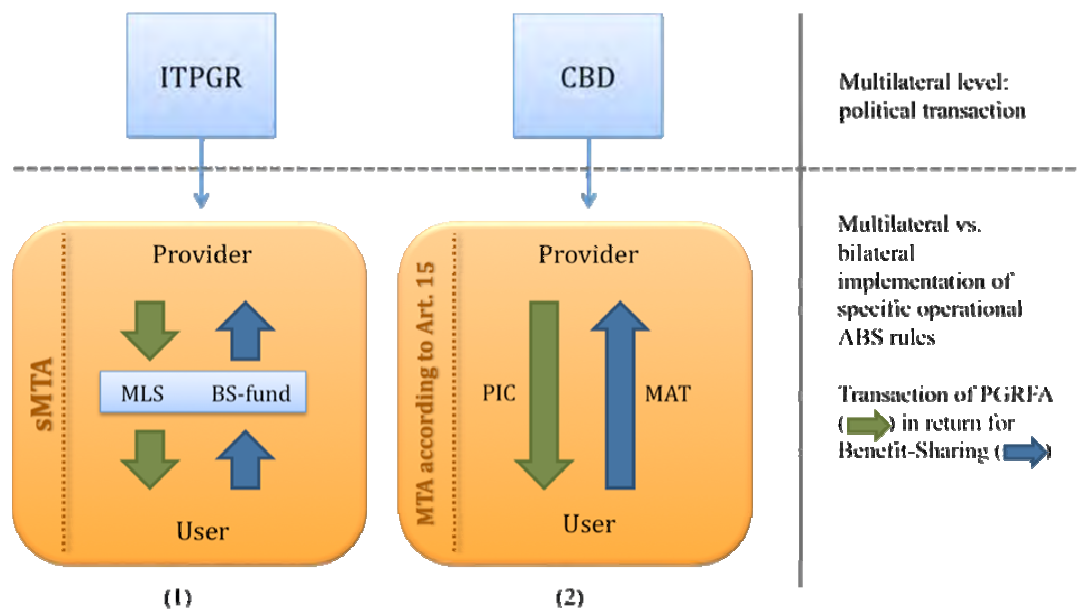 ITPGR
CBD
Multilateral level:
political transaction
sMTA
Provider
MLS
BS-fund
User
MTA according to Art. 15
Provider
PIC
MAT
User
Multilateral vs.
bilateral
implementation of
specific operational
ABS rules
Transaction of PGRFA
( ) in return for
Benefit-Sharing ( )
(1)
(2)